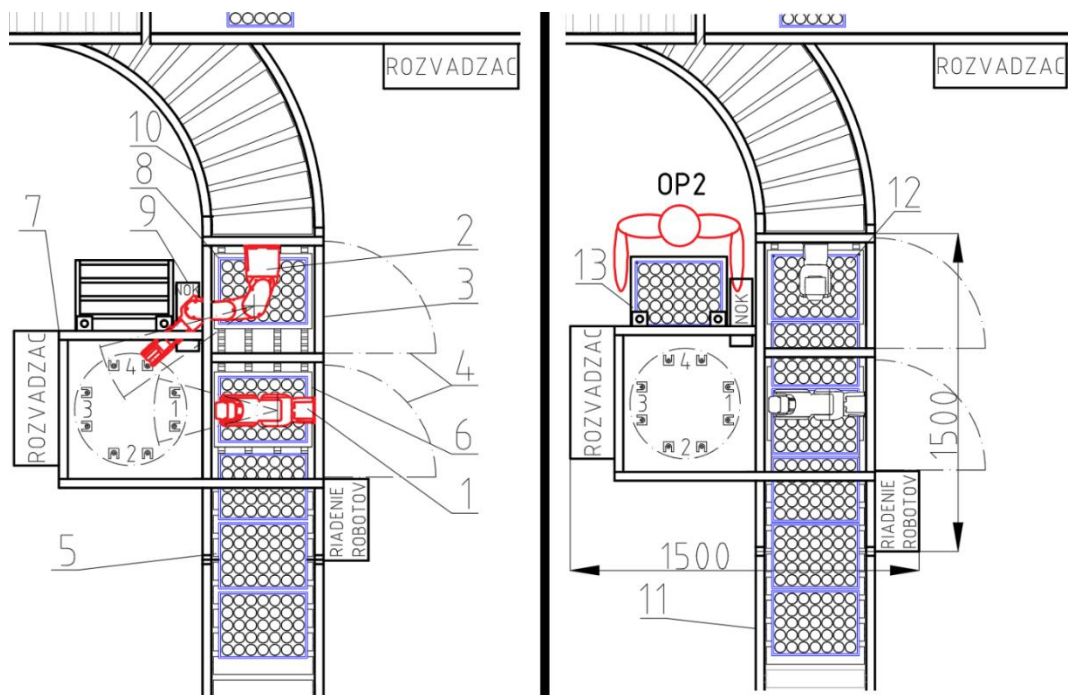 ROZVADZAC
10
8
7
9
2
NOK
3
4
4
3
1
2
ROZVADZAC
6
1
5
RIADENIE
ROBOTOV
ROZVADZAC
OP2
12
13
NOK
4
3
1
2
ROZVADZAC
1500
RIADENIE
ROBOTOV
1500
11